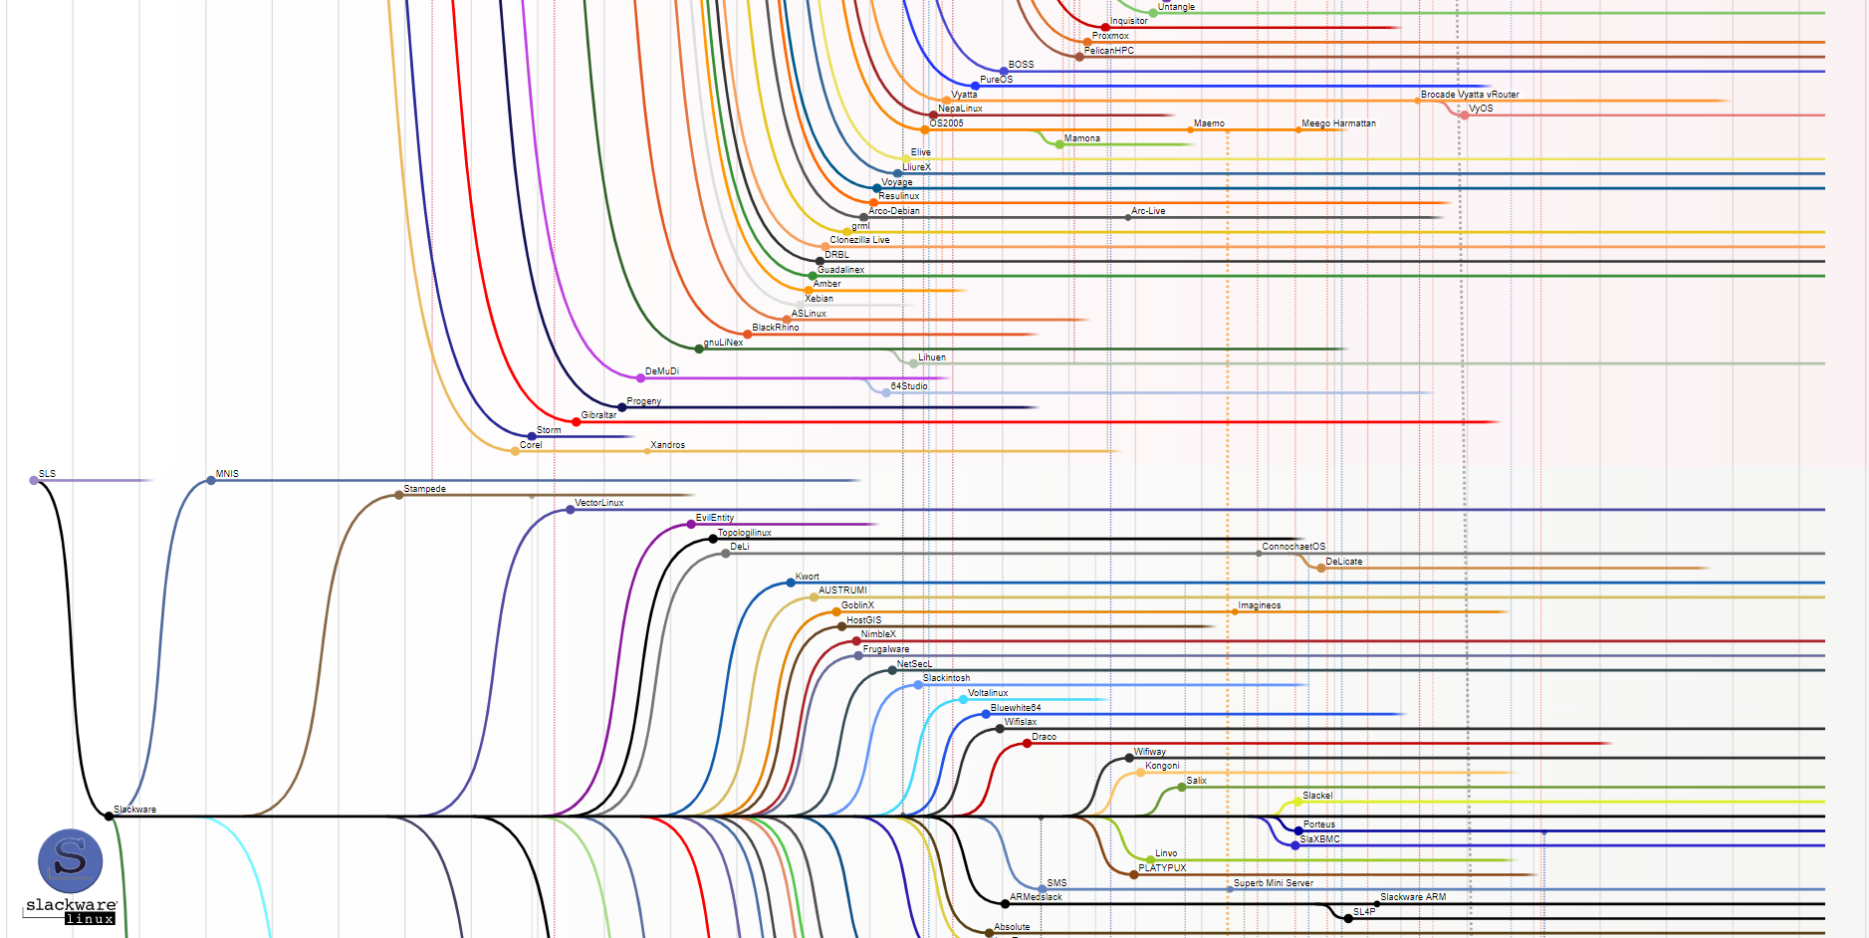 Untangle
Inquisitor
Proxmox
PelicanHPC
BOSS
PureOS
Vyatta
Brocade Vyatta vRouter
NepaLinux
VyOS
OS2005
Maemo
Meego Harmattan
Mamona
Elive
LliureX
Voyage
Resulinux
Arco-Debian
Arc-Live
grml
Clonezilla Live
DRBL
Guadalinex
Amber
Xebian
ASLinux
BlackRhino
gnuLiNex
Lihuen
DeMuDi
64Studio
Progeny
Gibraltar
Storm
Corel
Xandros
SLS
MNIS
Stampede
VectorLinux
EvilEntity
Topologilinux
DeLi
ConnochaetOS
DeLicate
Kwort
AUSTRUMI
GoblinX
Imagineos
HostGIS
NimbleX
Frugalware
NetSecL
Slackintosh
Voltalinux
Bluewhite64
Wifislax
Draco
Wifiway
Kongoni
Salix
Slackel
Slackware
Porteus
SlaXBMC
Linvo
PLATYPUX
SMS
Superb Mini Server
ARMedslack
Slackware ARM
SL4P
Absolute
S
slackware
linux